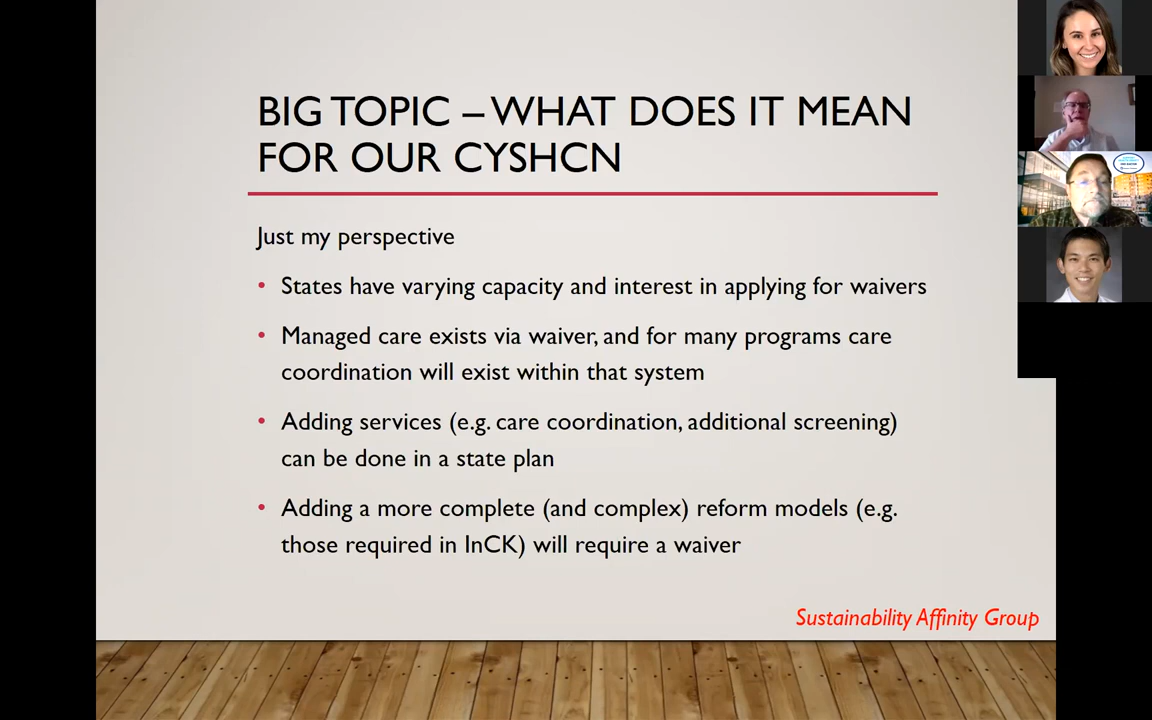 BIG TOPIC – WHAT DOES IT MEAN
FOR OUR CYSHCN
Just my perspective
• States have varying capacity and interest in applying for waivers
• Managed care exists via waiver, and for many programs care
coordination will exist within that system
• Adding services (e.g. care coordination, additional screening)
can be done in a state plan
• Adding a more complete (and complex) reform models (e.g.
those required in InCK) will require a waiver
Sustainability Affinity Group